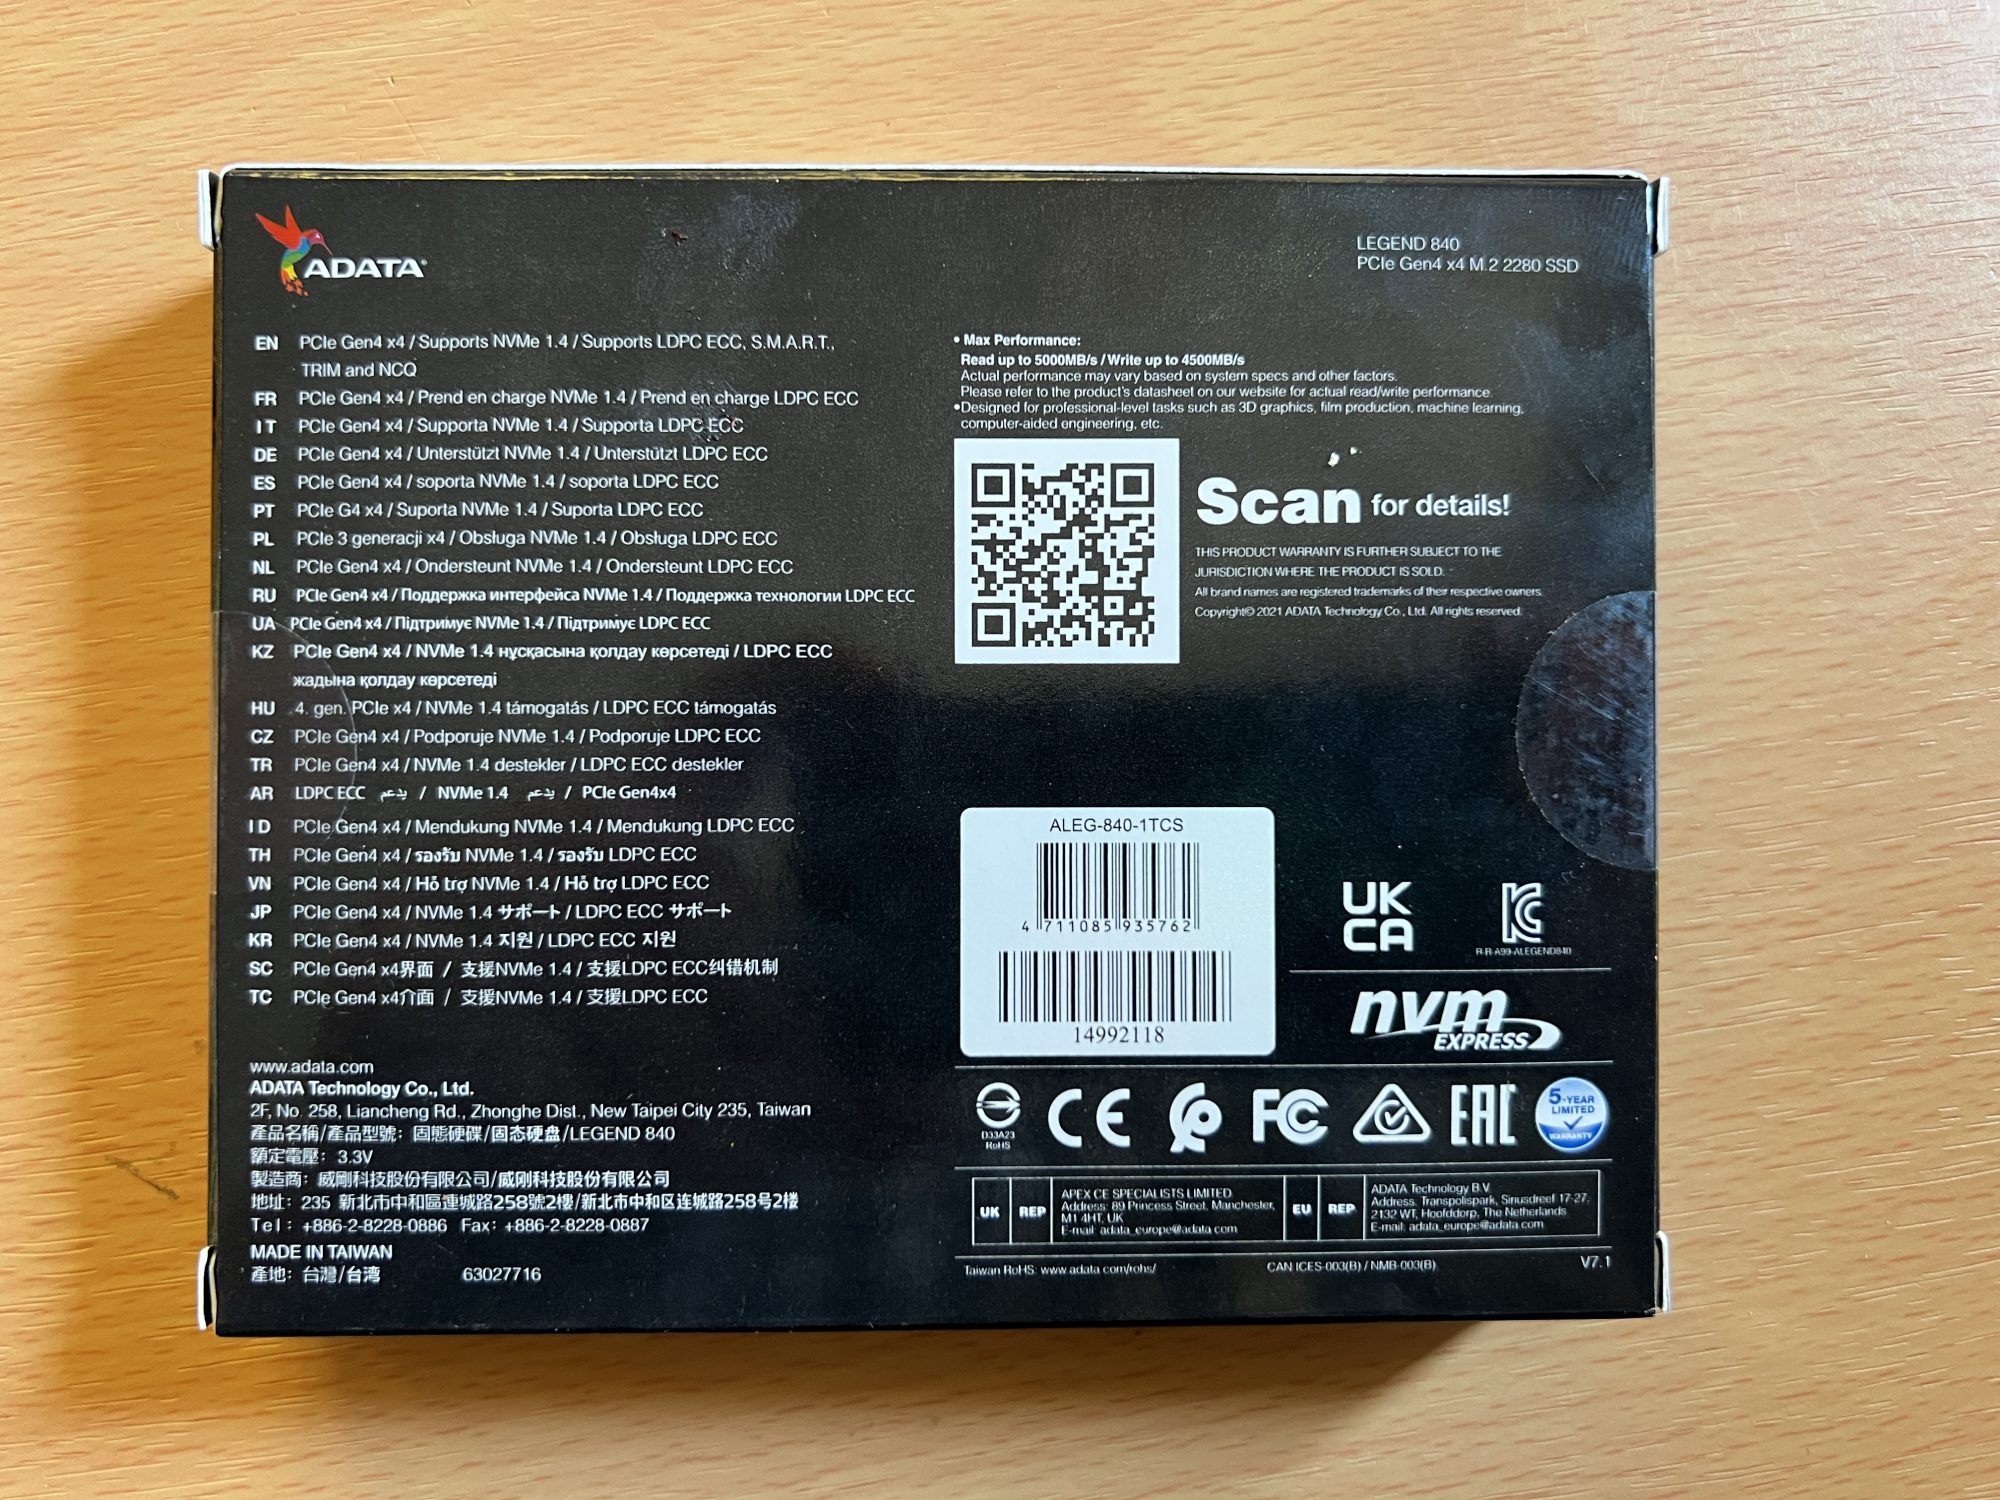 ADATA
LEGEND 840
PCIe Gen4 x4 M.2 2280 SSD
EN PCIe Gen4 x4 / Supports NVMe 1.4 / Supports LDPC ECC, S.M.A.R.T.,
TRIM and NCQ
FR PCIe Gen4 x4 / Prend en charge NVMe 1.4 / Prend en charge LDPC ECC
IT PCIe Gen4 x4 / Supporta NVMe 1.4 / Supporta LDPC ECC
DE PCIe Gen4 x4 / Unterstützt NVMe 1.4 / Unterstützt LDPC ECC
ES PCIe Gen4 x4 / soporta NVMe 1.4 / soporta LDPC ECC
PT PCIe G4 x4 / Suporta NVMe 1.4 / Suporta LDPC ECC
PL PCIe 3 generacji x4 / Obsługa NVMe 1.4 / Obsługa LDPC ECC
NL PCIe Gen4 x4 / Ondersteunt NVMe 1.4 / Ondersteunt LDPC ECC
RU PCIe Gen4 x4 / Поддержка интерфейса NVMe 1.4 / Поддержка технологии LDPC ECC
UA PCIe Gen4 x4 / Підтримує NVMe 1.4 / Підтримує LDPC ECC
KZ PCIe Gen4 x4 / NVMe 1.4 нұсқасына қолдау көрсетеді / LDPC ECC
жадына қолдау көрсетеді
HU 4. gen. PCIe x4 / NVMe 1.4 támogatás / LDPC ECC támogatás
CZ PCIe Gen4 x4 / Podporuje NVMe 1.4 / Podporuje LDPC ECC
TR PCIe Gen4 x4 / NVMe 1.4 destekler / LDPC ECC destekler
AR LDPC ECC يدعم / NVMe 1.4 يدعم / PCIe Gen4x4
ID PCIe Gen4 x4 / Mendukung NVMe 1.4 / Mendukung LDPC ECC
TH PCIe Gen4 x4 / รองรับ NVMe 1.4 / รองรับ LDPC ECC
VN PCIe Gen4 x4 / Hỗ trợ NVMe 1.4 / Hỗ trợ LDPC ECC
JP PCIe Gen4 x4 / NVMe 1.4 サポート / LDPC ECC サポート
KR PCIe Gen4 x4 / NVMe 1.4 지원 / LDPC ECC 지원
SC PCIe Gen4 x4界面 / 支援NVMe 1.4 / 支援LDPC ECC纠错机制
TC PCIe Gen4 x4介面 / 支援NVMe 1.4 / 支援LDPC ECC
www.adata.com
ADATA Technology Co., Ltd.
2F, No. 258, Liancheng Rd., Zhonghe Dist., New Taipei City 235, Taiwan
產品名稱/產品型號：固態硬碟/固态硬盘/LEGEND 840
額定電壓：3.3V
製造商：威剛科技股份有限公司/威刚科技股份有限公司
地址：235 新北市中和區連城路258號2樓/新北市中和区连城路258号2楼
Tel：+886-2-8228-0886 Fax：+886-2-8228-0887
MADE IN TAIWAN
產地：台灣/台湾 63027716
• Max Performance:
Read up to 5000MB/s / Write up to 4500MB/s
Actual performance may vary based on system specs and other factors.
Please refer to the product's datasheet on our website for actual read/write performance.
•Designed for professional-level tasks such as 3D graphics, film production, machine learning,
computer-aided engineering, etc.
Scan for details!
THIS PRODUCT WARRANTY IS FURTHER SUBJECT TO THE
JURISDICTION WHERE THE PRODUCT IS SOLD.
All brand names are registered trademarks of their respective owners.
Copyright© 2021 ADATA Technology Co., Ltd. All rights reserved.
ALEG-840-1TCS
4 711085 935762
14992118
UK
CA
R-R-A99-ALEGEND840
nvm
EXPRESS
D33A23
RoHS
CE
FC
EAC
5-YEAR
LIMITED
WARRANTY
UK REP
APEX CE SPECIALISTS LIMITED
Address: 89 Princess Street, Manchester,
M1 4HT, UK
E-mail: adata_europe@adata.com
EU REP
ADATA Technology B.V.
Address: Transpolispark, Siriusdreef 17-27,
2132 WT, Hoofddorp, The Netherlands
E-mail: adata_europe@adata.com
Taiwan RoHS: www.adata.com/rohs/
CAN ICES-003(B) / NMB-003(B)
V7.1